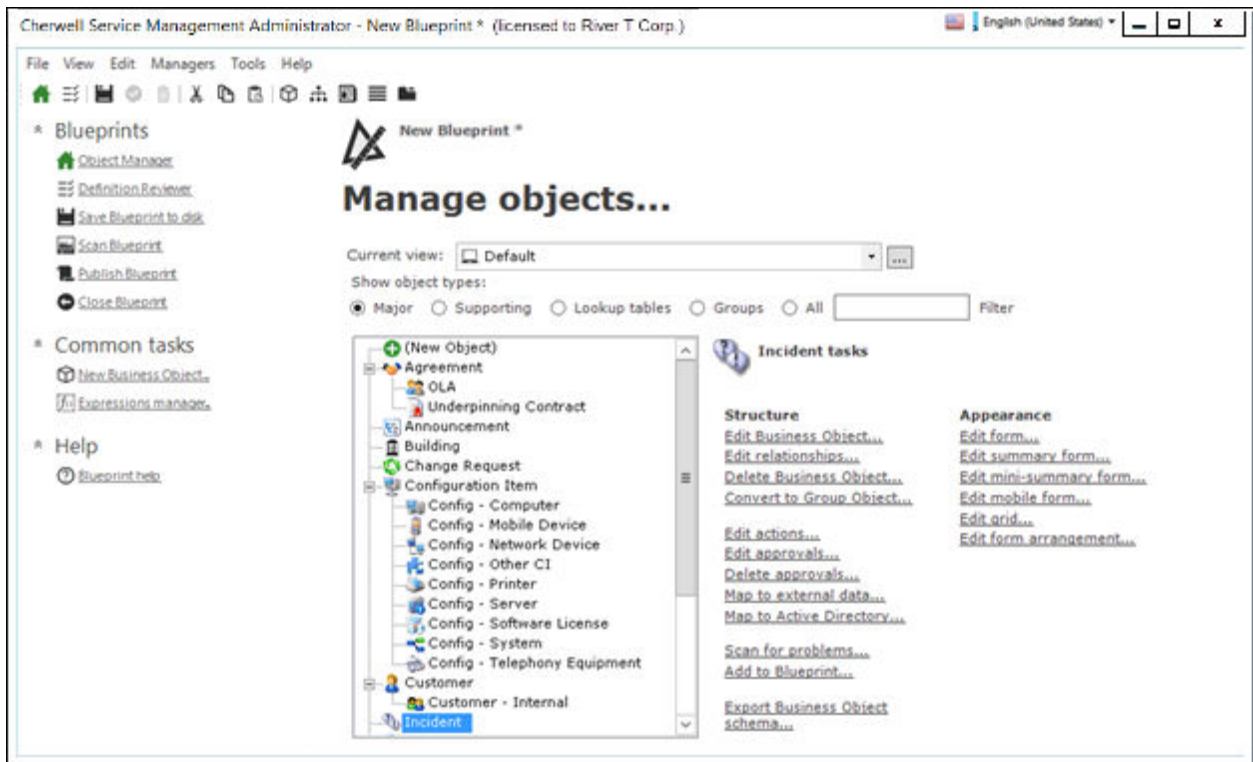 Cherwell Service Management Administrator - New Blueprint * (licensed to River T Corp.)
English (United States)
File View Edit Managers Tools Help
Blueprints
Object Manager
Definition Reviewer
Save Blueprint to disk
Scan Blueprint
Publish Blueprint
Close Blueprint
Common tasks
New Business Object...
Expressions manager...
Help
Blueprint help
New Blueprint *
Manage objects...
Current view: Default ...
Show object types:
Major Supporting Lookup tables Groups All Filter
(New Object)
Agreement
OLA
Underpinning Contract
Announcement
Building
Change Request
Configuration Item
Config - Computer
Config - Mobile Device
Config - Network Device
Config - Other CI
Config - Printer
Config - Server
Config - Software License
Config - System
Config - Telephony Equipment
Customer
Customer - Internal
Incident
Incident tasks
Structure
Edit Business Object...
Edit relationships...
Delete Business Object...
Convert to Group Object...
Edit actions...
Edit approvals...
Delete approvals...
Map to external data...
Map to Active Directory...
Scan for problems...
Add to Blueprint...
Export Business Object
schema...
Appearance
Edit form...
Edit summary form...
Edit mini-summary form...
Edit mobile form...
Edit grid...
Edit form arrangement...